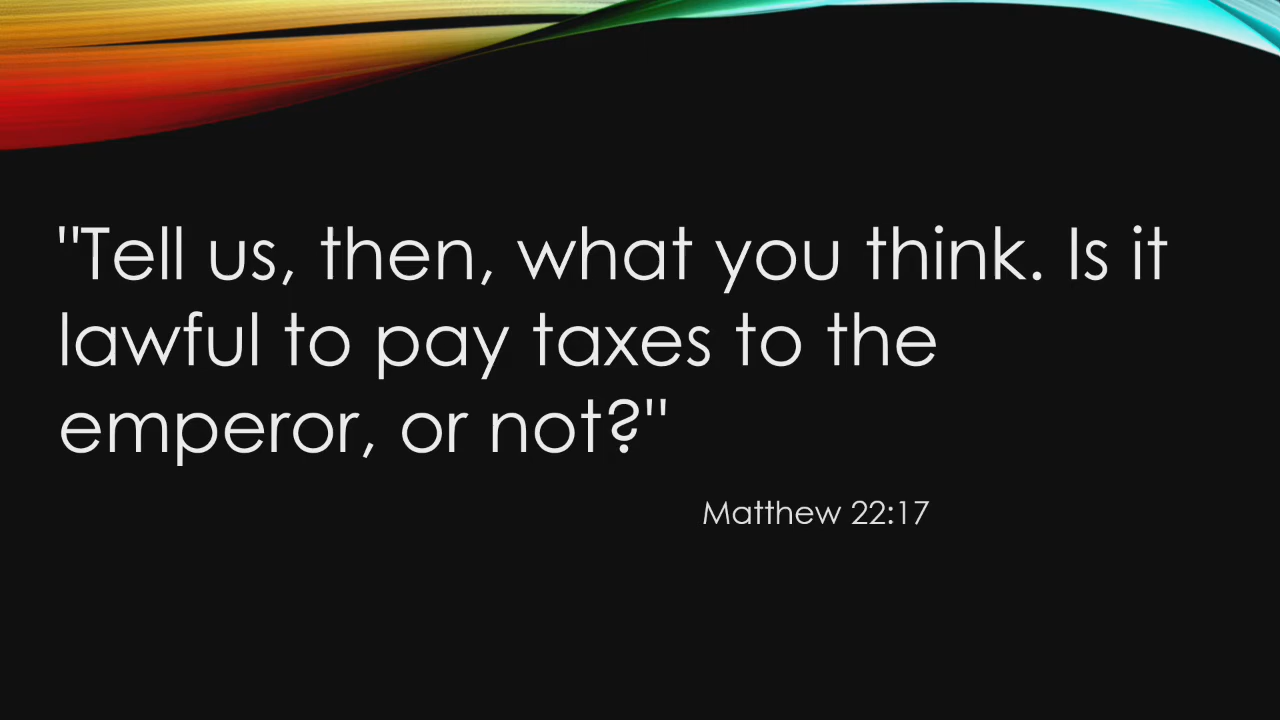 "Tell us, then, what you think. Is it
lawful to pay taxes to the
emperor, or not?"
Matthew 22:17